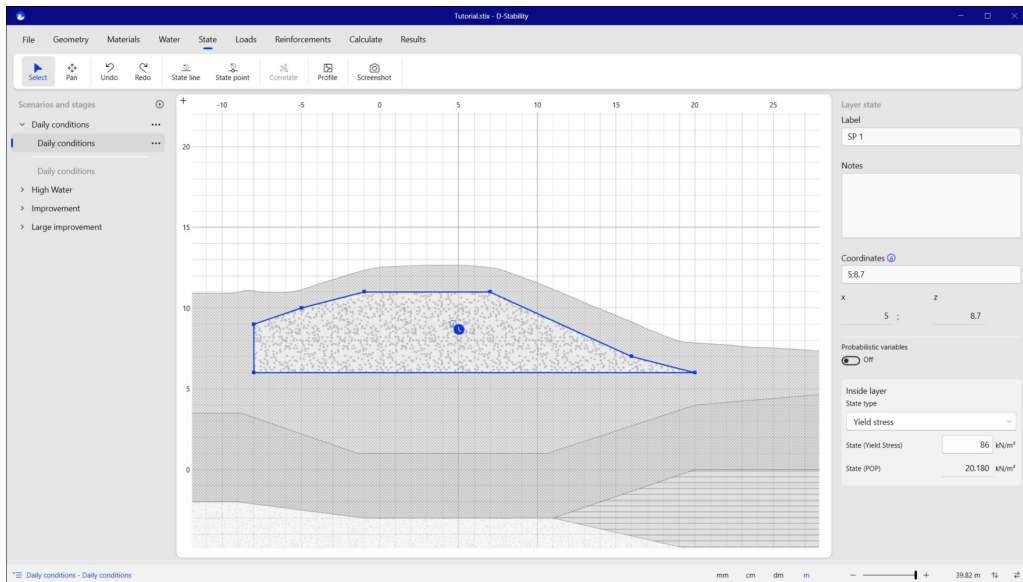 Tutorial.stix - D-Stability
File Geometry Materials Water State Loads Reinforcements Calculate Results
Select Pan Undo Redo State line State point Correlate Profile Screenshot
Scenarios and stages
Daily conditions
Daily conditions
Daily conditions
High Water
Improvement
Large improvement
-10 -5 0 5 10 15 20 25
20
15
10
5
0
Layer state
Label
SP 1
Notes
Coordinates
5;8.7
x z
5 ; 8.7
Probabilistic variables
Off
Inside layer
State type
Yield stress
State (Yield Stress) 86 kN/m²
State (POP) 20.180 kN/m²
Daily conditions - Daily conditions
mm cm dm m
39.82 m